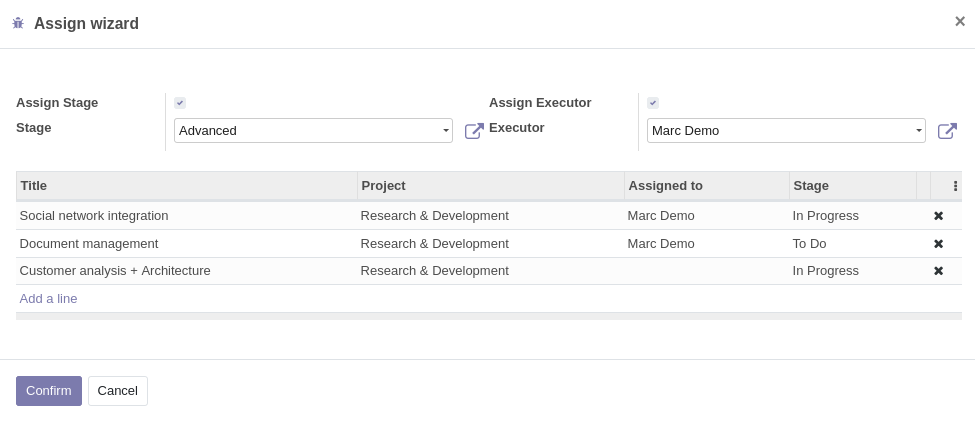 Assign wizard ×
Assign Stage Assign Executor
Stage Advanced Executor Marc Demo
Title Project Assigned to Stage
Social network integration Research & Development Marc Demo In Progress
Document management Research & Development Marc Demo To Do
Customer analysis + Architecture Research & Development In Progress
Add a line
Confirm Cancel